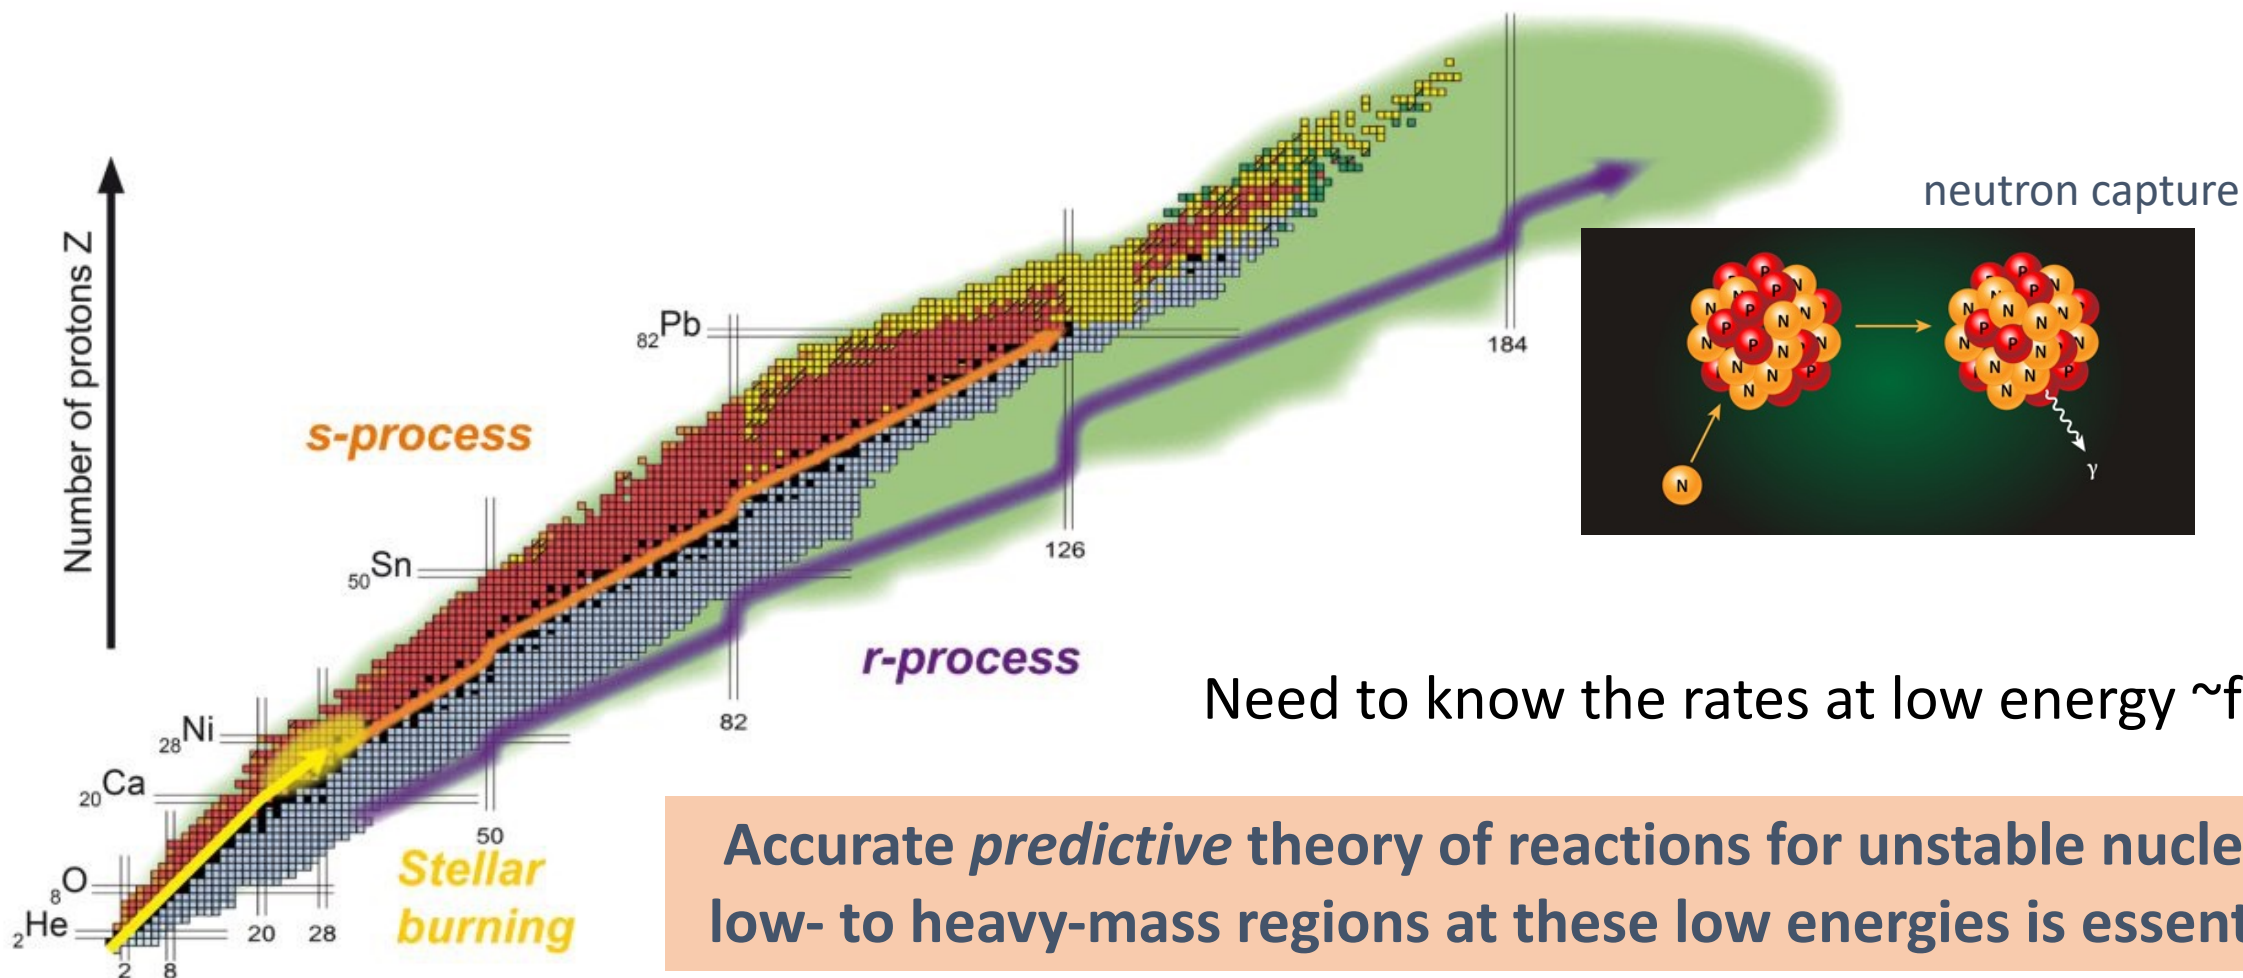 neutron capture
Number of protons Z
184
82Pb
s-process
126
50Sn
r-process
82
Need to know the rates at low energy ~f
28Ni
20Ca
50
Stellar
burning
8O
2He
20
28
2
8
Accurate predictive theory of reactions for unstable nucle
low- to heavy-mass regions at these low energies is essent
P
P
N
N
N
N
P
N
N
P
N
N
P
N
N
N
P
N
N
P
P
N
N
N
N
N
P
N
N
P
N
N
N
P
N
N
γ